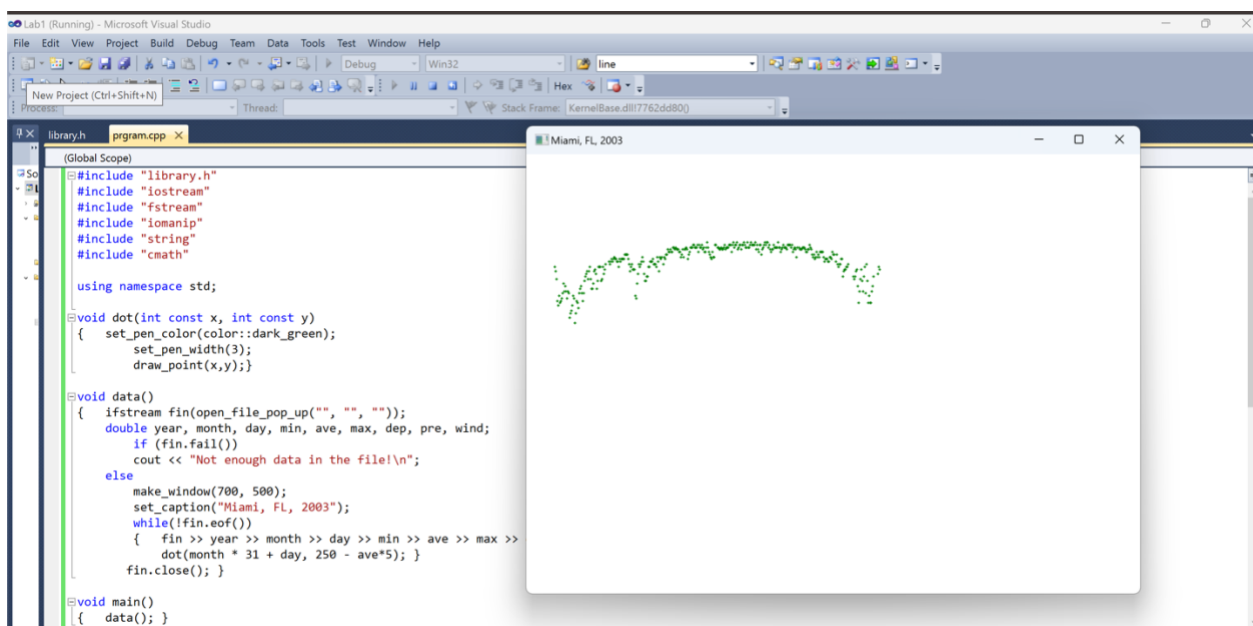 Lab1 (Running) - Microsoft Visual Studio
File Edit View Project Build Debug Team Data Tools Test Window Help
Debug Win32 line
Hex
New Project (Ctrl+Shift+N)
Process: Thread: Stack Frame: KernelBase.dll!7762dd80()
library.h prgram.cpp
Miami, FL, 2003
(Global Scope)
So
#include "library.h"
#include "iostream"
#include "fstream"
#include "iomanip"
#include "string"
#include "cmath"
using namespace std;
void dot(int const x, int const y)
{ set_pen_color(color::dark_green);
set_pen_width(3);
draw_point(x,y);}
void data()
{ ifstream fin(open_file_pop_up("", "", ""));
double year, month, day, min, ave, max, dep, pre, wind;
if (fin.fail())
cout << "Not enough data in the file!\n";
else
make_window(700, 500);
set_caption("Miami, FL, 2003");
while(!fin.eof())
{ fin >> year >> month >> day >> min >> ave >> max >>
dot(month * 31 + day, 250 - ave*5); }
fin.close(); }
void main()
{ data(); }